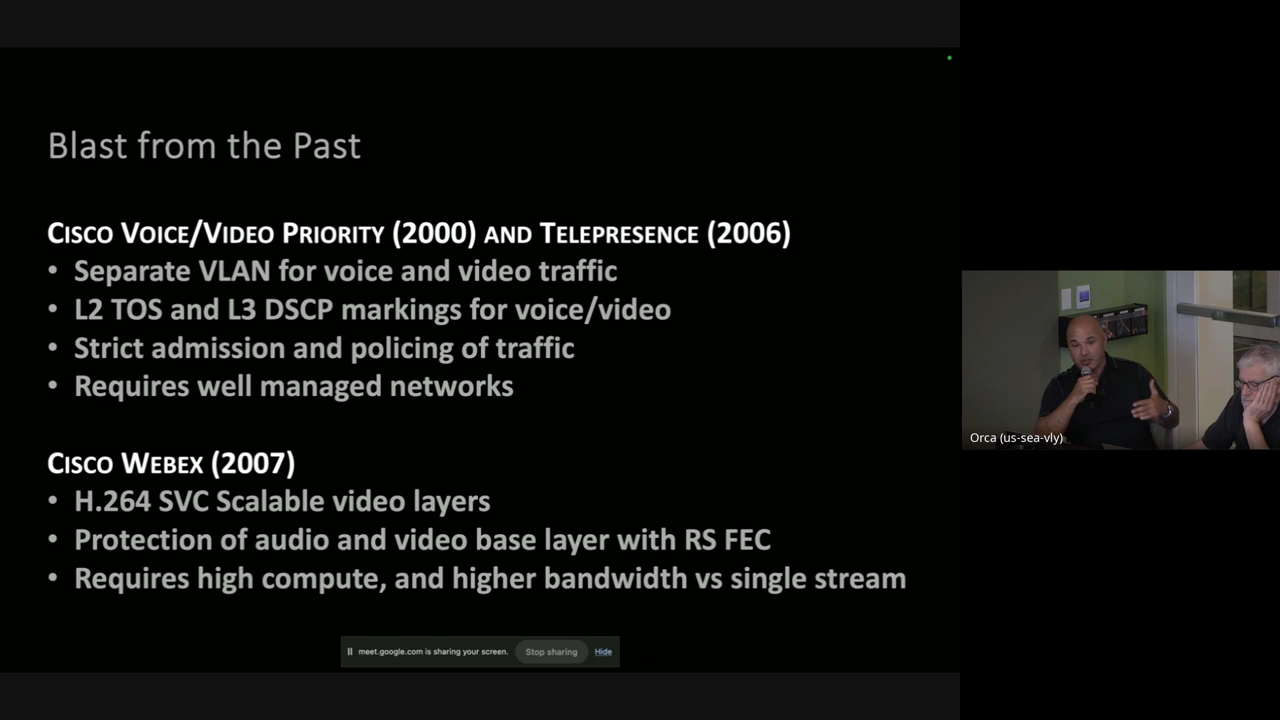 Blast from the Past
Cisco Voice/Video Priority (2000) and Telepresence (2006)
• Separate VLAN for voice and video traffic
• L2 TOS and L3 DSCP markings for voice/video
• Strict admission and policing of traffic
• Requires well managed networks
Cisco Webex (2007)
• H.264 SVC Scalable video layers
• Protection of audio and video base layer with RS FEC
• Requires high compute, and higher bandwidth vs single stream
meet.google.com is sharing your screen. Stop sharing Hide
Orca (us-sea-vly)